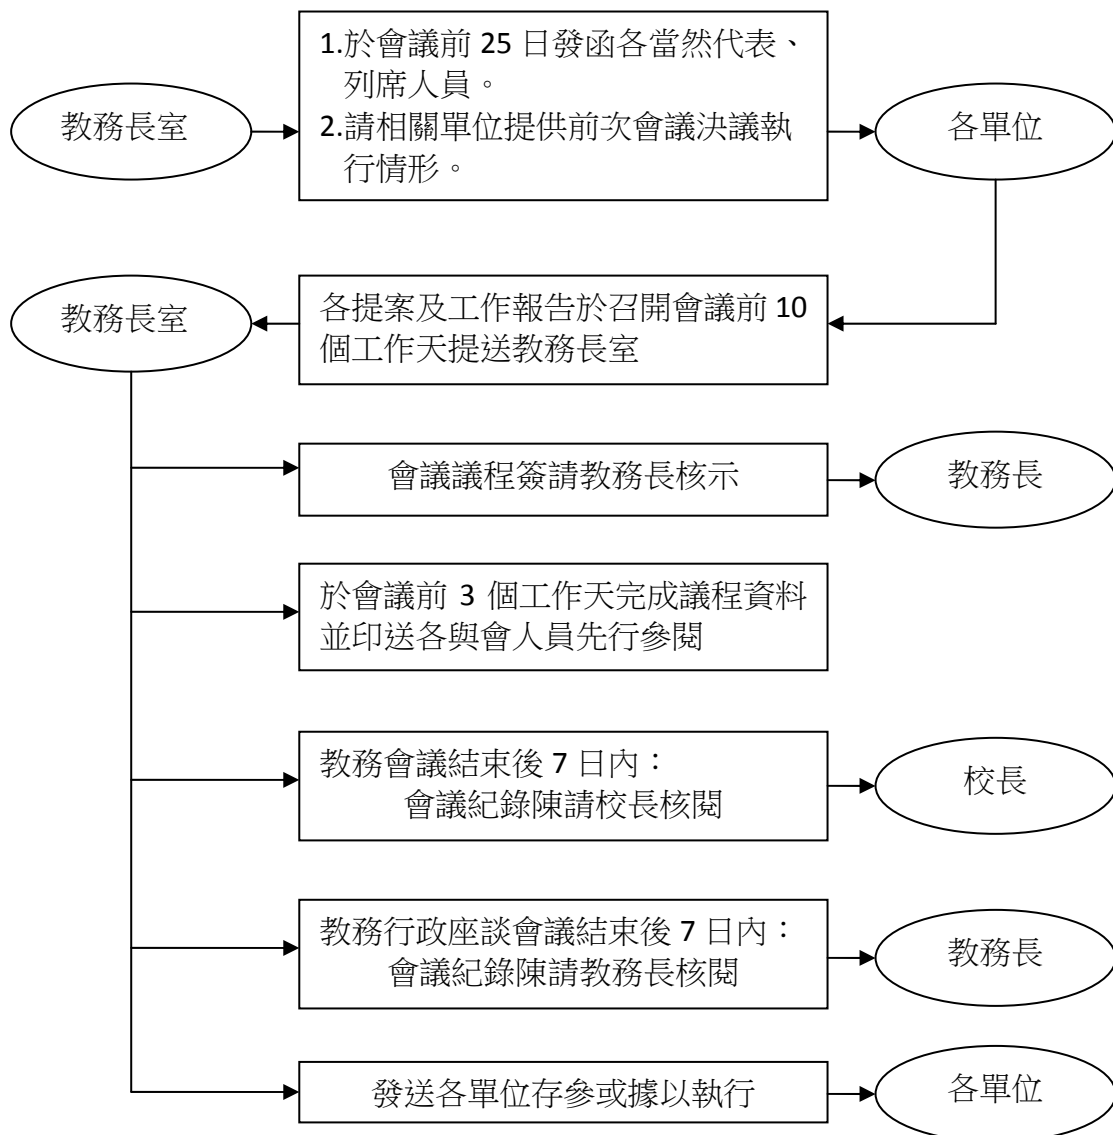 教務長室
1.於會議前 25 日發函各當然代表、
列席人員。
2.請相關單位提供前次會議決議執
行情形。
各單位
教務長室
各提案及工作報告於召開會議前 10
個工作天提送教務長室
會議議程簽請教務長核示
教務長
於會議前 3 個工作天完成議程資料
並印送各與會人員先行參閱
教務會議結束後 7 日內：
會議紀錄陳請校長核閱
校長
教務行政座談會議結束後 7 日內：
會議紀錄陳請教務長核閱
教務長
發送各單位存參或據以執行
各單位